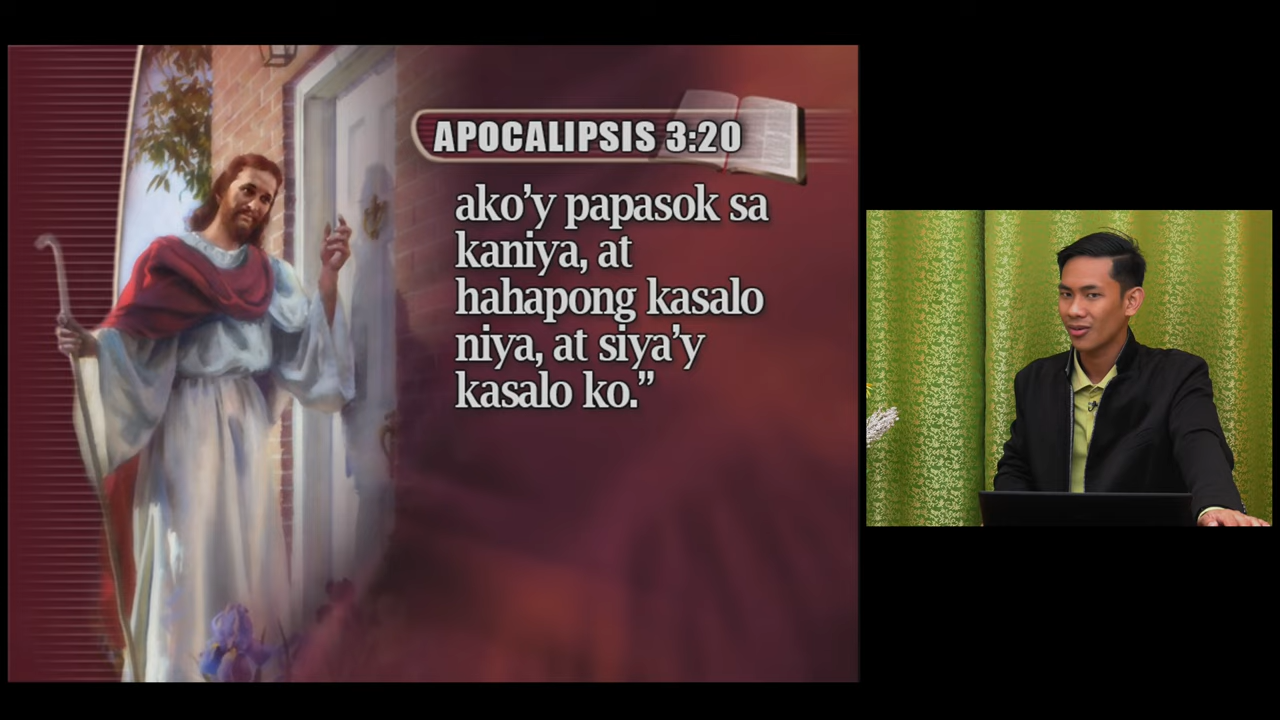 APOCALIPSIS 3:20
ako’y papasok sa
kaniya, at
hahapong kasalo
niya, at siya’y
kasalo ko.”